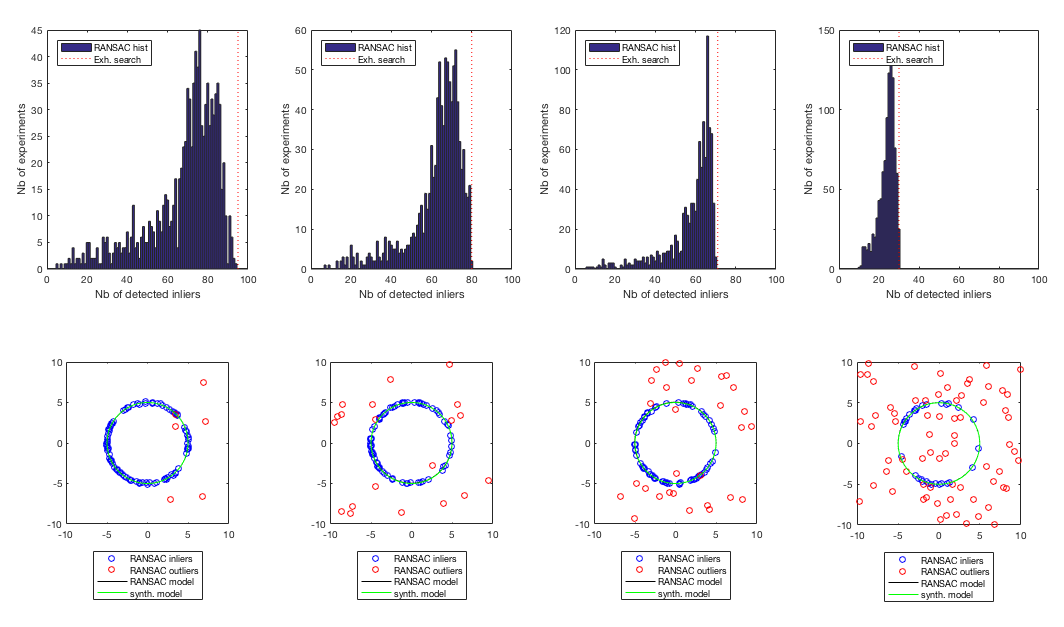 45
40
35
30
25
20
15
10
5
0
Nb of experiments
RANSAC hist
Exh. search
0 20 40 60 80 100
Nb of detected inliers
60
50
40
30
20
10
0
Nb of experiments
RANSAC hist
Exh. search
0 20 40 60 80 100
Nb of detected inliers
120
100
80
60
40
20
0
Nb of experiments
RANSAC hist
Exh. search
0 20 40 60 80 100
Nb of detected inliers
150
100
50
0
Nb of experiments
RANSAC hist
Exh. search
0 20 40 60 80 100
Nb of detected inliers
10
5
0
-5
-10
-10 -5 0 5 10
RANSAC inliers
RANSAC outliers
RANSAC model
synth. model
10
5
0
-5
-10
-10 -5 0 5 10
RANSAC inliers
RANSAC outliers
RANSAC model
synth. model
10
5
0
-5
-10
-10 -5 0 5 10
RANSAC inliers
RANSAC outliers
RANSAC model
synth. model
10
5
0
-5
-10
-10 -5 0 5 10
RANSAC inliers
RANSAC outliers
RANSAC model
synth. model